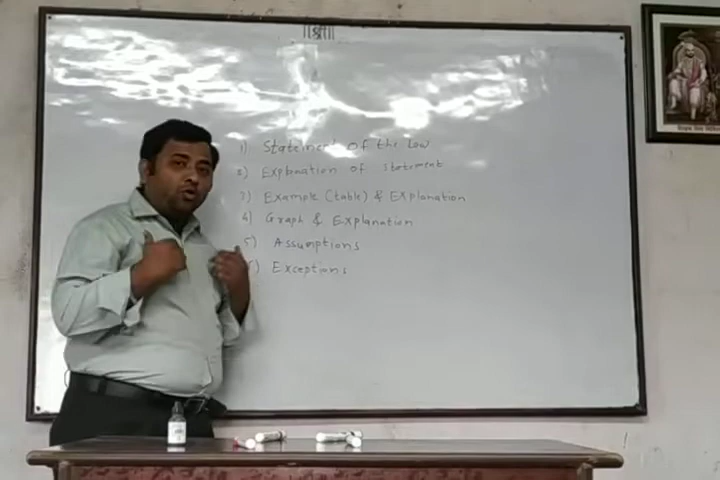 ||श्री||
1) Statement of the law
2) Explanation of statement
3) Example (table) & Explanation
4) Graph & Explanation
5) Assumptions
6) Exceptions